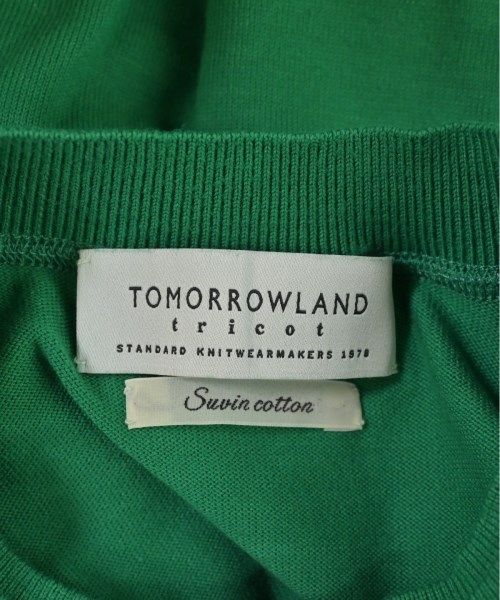 TOMORROWLAND
tricot
STANDARD KNITWEARMAKERS 1978
Suvin cotton